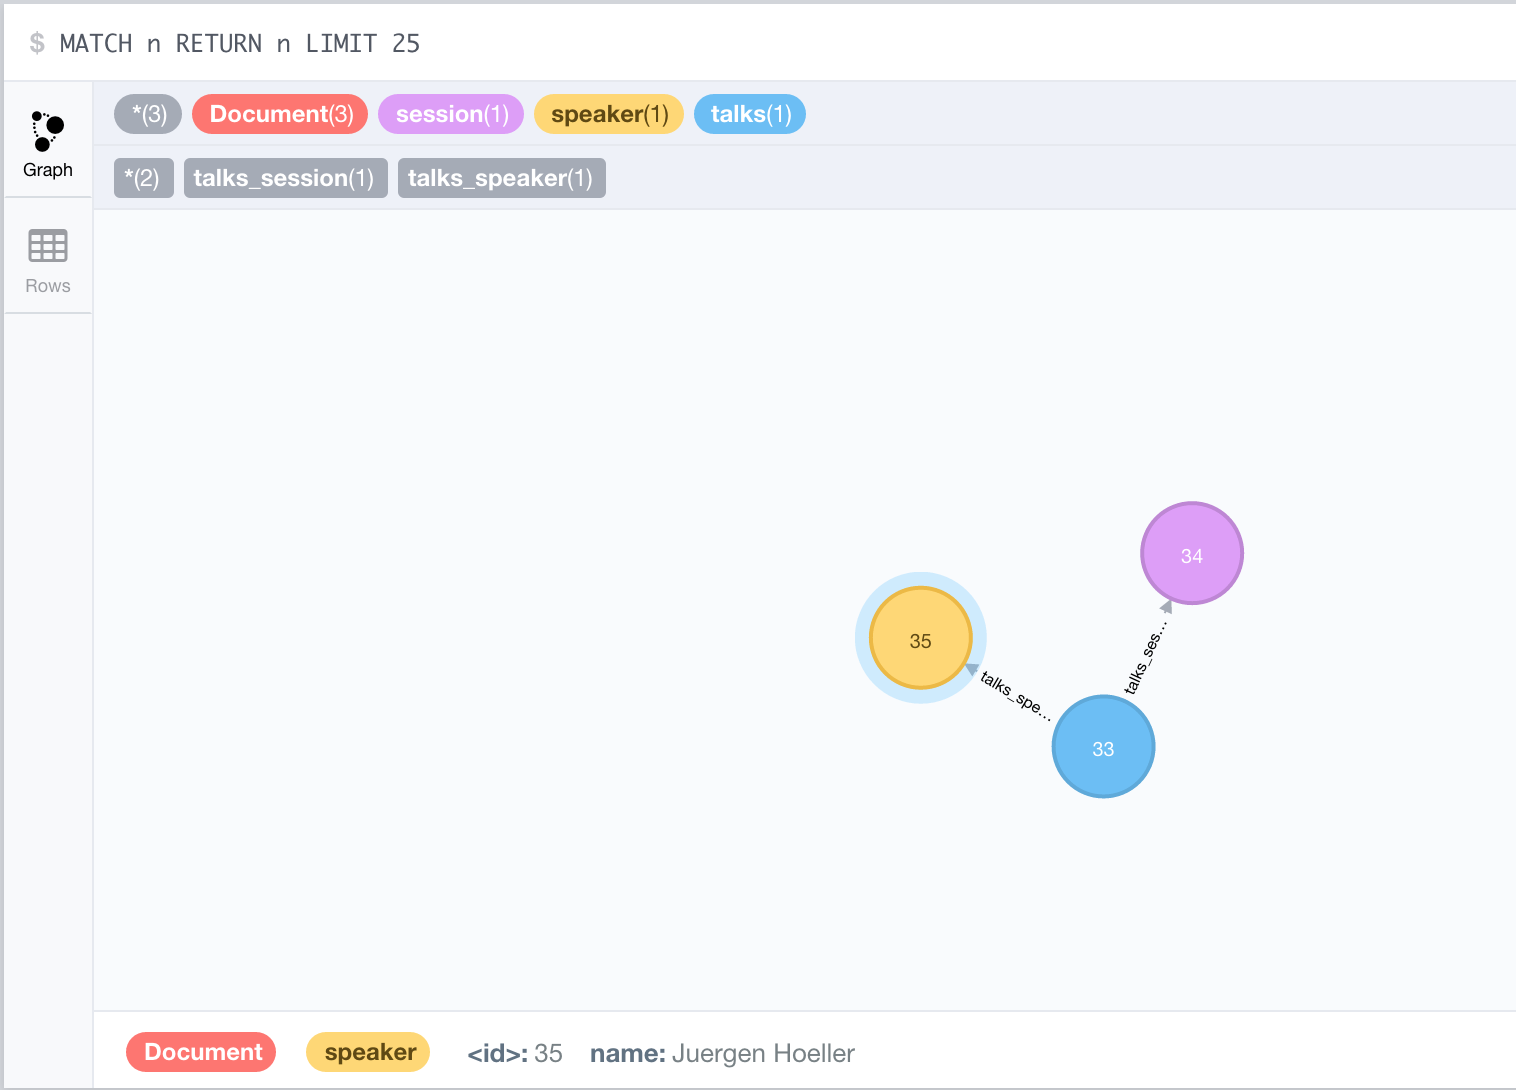 $ MATCH n RETURN n LIMIT 25
Graph
Rows
*(3) Document(3) session(1) speaker(1) talks(1)
*(2) talks_session(1) talks_speaker(1)
34
35
talks_ses...
talks_spe...
33
Document speaker <id>: 35 name: Juergen Hoeller